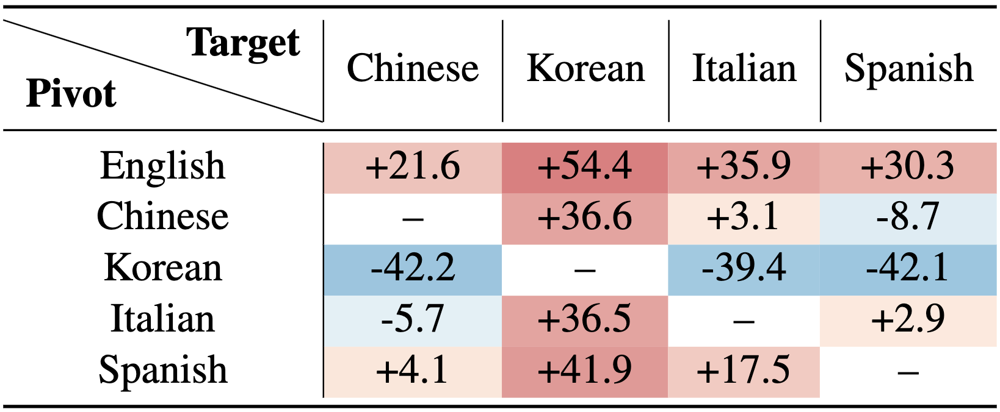 Target
Pivot
Chinese Korean Italian Spanish
English +21.6 +54.4 +35.9 +30.3
Chinese – +36.6 +3.1 -8.7
Korean -42.2 – -39.4 -42.1
Italian -5.7 +36.5 – +2.9
Spanish +4.1 +41.9 +17.5 –